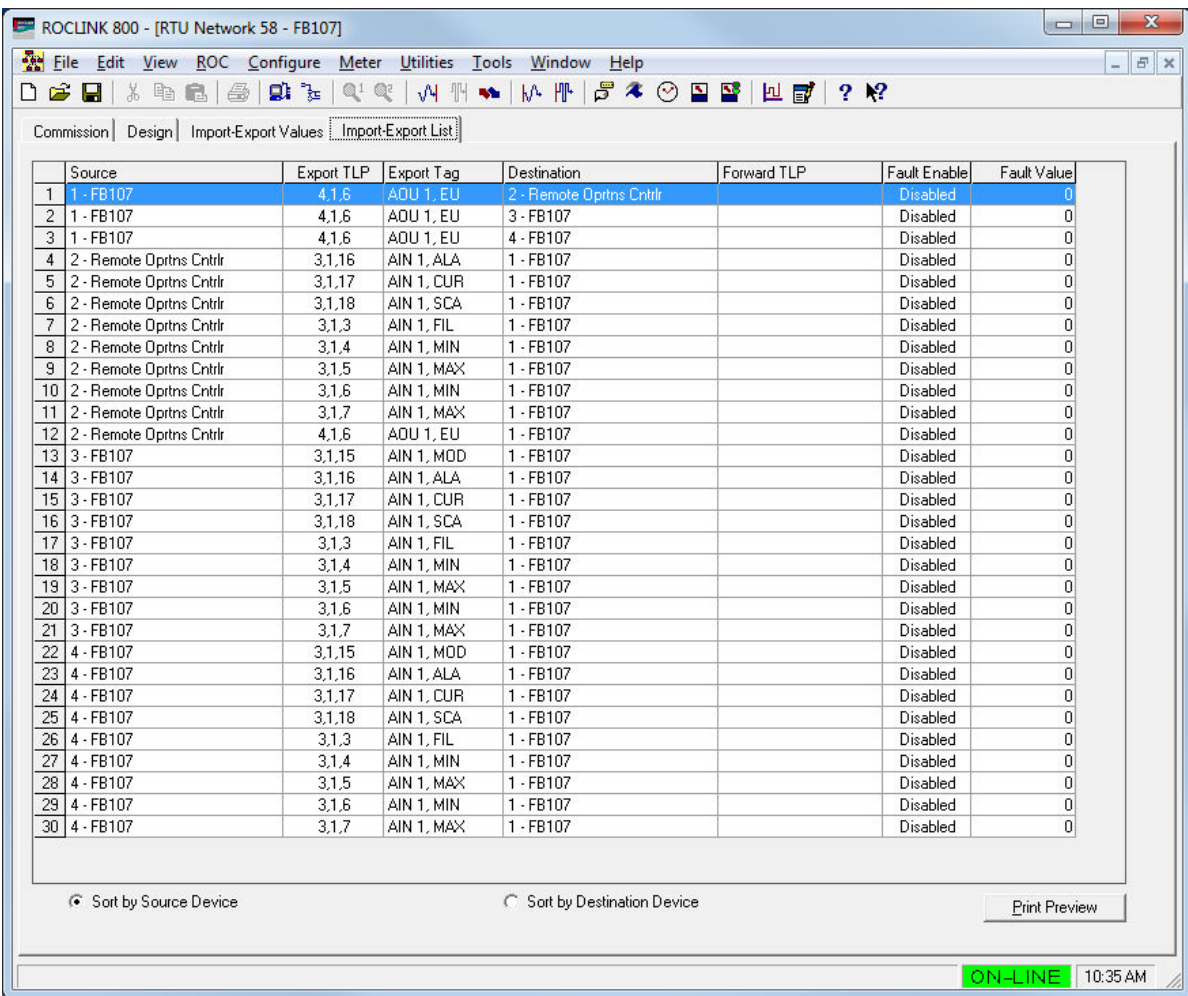 ROCLINK 800 - [RTU Network 58 - FB107]
File Edit View ROC Configure Meter Utilities Tools Window Help
Commission Design Import-Export Values Import-Export List
Source Export TLP Export Tag Destination Forward TLP Fault Enable Fault Value
1 1 - FB107 4,1,6 AOU 1, EU 2 - Remote Oprtns Cntrlr Disabled 0
2 1 - FB107 4,1,6 AOU 1, EU 3 - FB107 Disabled 0
3 1 - FB107 4,1,6 AOU 1, EU 4 - FB107 Disabled 0
4 2 - Remote Oprtns Cntrlr 3,1,16 AIN 1, ALA 1 - FB107 Disabled 0
5 2 - Remote Oprtns Cntrlr 3,1,17 AIN 1, CUR 1 - FB107 Disabled 0
6 2 - Remote Oprtns Cntrlr 3,1,18 AIN 1, SCA 1 - FB107 Disabled 0
7 2 - Remote Oprtns Cntrlr 3,1,3 AIN 1, FIL 1 - FB107 Disabled 0
8 2 - Remote Oprtns Cntrlr 3,1,4 AIN 1, MIN 1 - FB107 Disabled 0
9 2 - Remote Oprtns Cntrlr 3,1,5 AIN 1, MAX 1 - FB107 Disabled 0
10 2 - Remote Oprtns Cntrlr 3,1,6 AIN 1, MIN 1 - FB107 Disabled 0
11 2 - Remote Oprtns Cntrlr 3,1,7 AIN 1, MAX 1 - FB107 Disabled 0
12 2 - Remote Oprtns Cntrlr 4,1,6 AOU 1, EU 1 - FB107 Disabled 0
13 3 - FB107 3,1,15 AIN 1, MOD 1 - FB107 Disabled 0
14 3 - FB107 3,1,16 AIN 1, ALA 1 - FB107 Disabled 0
15 3 - FB107 3,1,17 AIN 1, CUR 1 - FB107 Disabled 0
16 3 - FB107 3,1,18 AIN 1, SCA 1 - FB107 Disabled 0
17 3 - FB107 3,1,3 AIN 1, FIL 1 - FB107 Disabled 0
18 3 - FB107 3,1,4 AIN 1, MIN 1 - FB107 Disabled 0
19 3 - FB107 3,1,5 AIN 1, MAX 1 - FB107 Disabled 0
20 3 - FB107 3,1,6 AIN 1, MIN 1 - FB107 Disabled 0
21 3 - FB107 3,1,7 AIN 1, MAX 1 - FB107 Disabled 0
22 4 - FB107 3,1,15 AIN 1, MOD 1 - FB107 Disabled 0
23 4 - FB107 3,1,16 AIN 1, ALA 1 - FB107 Disabled 0
24 4 - FB107 3,1,17 AIN 1, CUR 1 - FB107 Disabled 0
25 4 - FB107 3,1,18 AIN 1, SCA 1 - FB107 Disabled 0
26 4 - FB107 3,1,3 AIN 1, FIL 1 - FB107 Disabled 0
27 4 - FB107 3,1,4 AIN 1, MIN 1 - FB107 Disabled 0
28 4 - FB107 3,1,5 AIN 1, MAX 1 - FB107 Disabled 0
29 4 - FB107 3,1,6 AIN 1, MIN 1 - FB107 Disabled 0
30 4 - FB107 3,1,7 AIN 1, MAX 1 - FB107 Disabled 0
Sort by Source Device Sort by Destination Device Print Preview
ON-LINE 10:35 AM